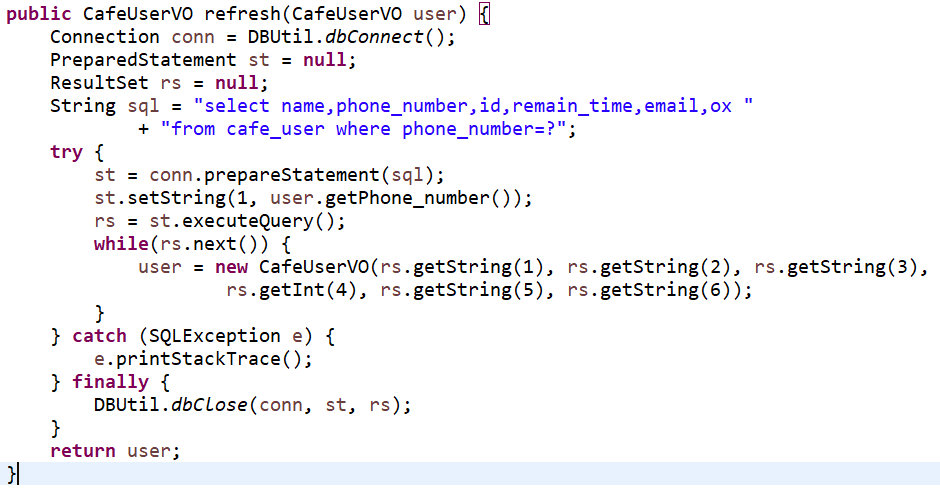 public CafeUserVO refresh(CafeUserVO user) {
    Connection conn = DBUtil.dbConnect();
    PreparedStatement st = null;
    ResultSet rs = null;
    String sql = "select name,phone_number,id,remain_time,email,ox "
            + "from cafe_user where phone_number=?";
    try {
        st = conn.prepareStatement(sql);
        st.setString(1, user.getPhone_number());
        rs = st.executeQuery();
        while(rs.next()) {
            user = new CafeUserVO(rs.getString(1), rs.getString(2), rs.getString(3),
                    rs.getInt(4), rs.getString(5), rs.getString(6));
        }
    } catch (SQLException e) {
        e.printStackTrace();
    } finally {
        DBUtil.dbClose(conn, st, rs);
    }
    return user;
}